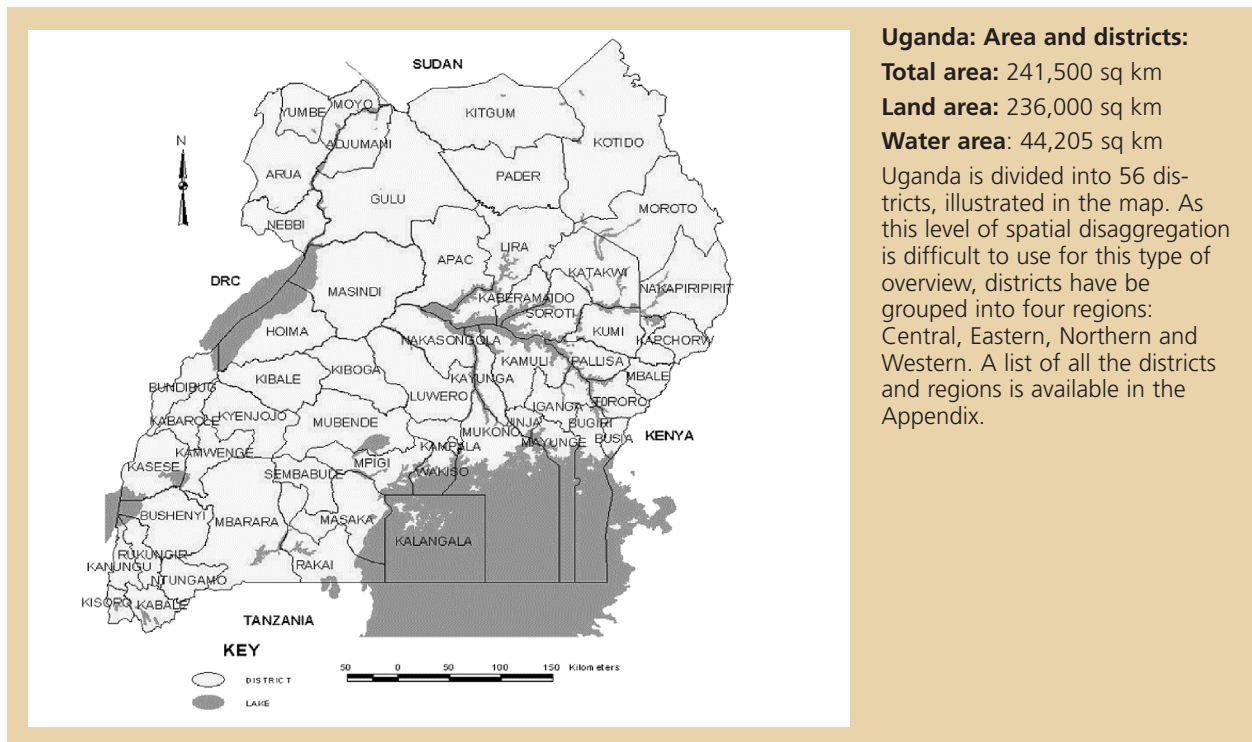 SUDAN
YUMBE
MOYO
KITGUM
ADJUMANI
KOTIDO
N
ARUA
PADER
GULU
MOROTO
NEBBI
LIRA
APAC
KATAKWI
DRC
NAKAPIRIPIRIT
MASINDI
KABERAMAIDO
SOROTI
HOIMA
KUMI
NAKASONGOLA
KAPCHORW
KAMULI
PALLISA
KIBOGA
MBALE
BUNDIBUG
KIBALE
KAYUNGA
LUWERO
TORORO
IGANGA
KABAROLE
KYENJOJO
MUBENDE
JINJA
BUGIRI
MUKONO
MAYUNGE
BUSIA
KENYA
KAMPALA
KAMWENGE
MPIGI
KASESE
SEMBABULE
WAKISO
BUSHENYI
MBARARA
MASAKA
KALANGALA
RUKUNGIR
KANUNGU
RAKAI
NTUNGAMO
KISORO
KABALE
TANZANIA
KEY
DISTRICT
LAKE
50 0 50 100 150 Kilometers
Uganda: Area and districts:
Total area: 241,500 sq km
Land area: 236,000 sq km
Water area: 44,205 sq km
Uganda is divided into 56 dis-
tricts, illustrated in the map. As
this level of spatial disaggregation
is difficult to use for this type of
overview, districts have be
grouped into four regions:
Central, Eastern, Northern and
Western. A list of all the districts
and regions is available in the
Appendix.